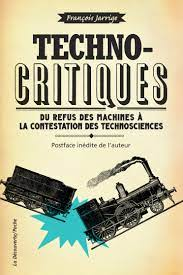 François Jarrige
TECHNO-
CRITIQUES
DU REFUS DES MACHINES À
LA CONTESTATION DES TECHNOSCIENCES
Postface inédite de l'auteur
La Découverte/Poche